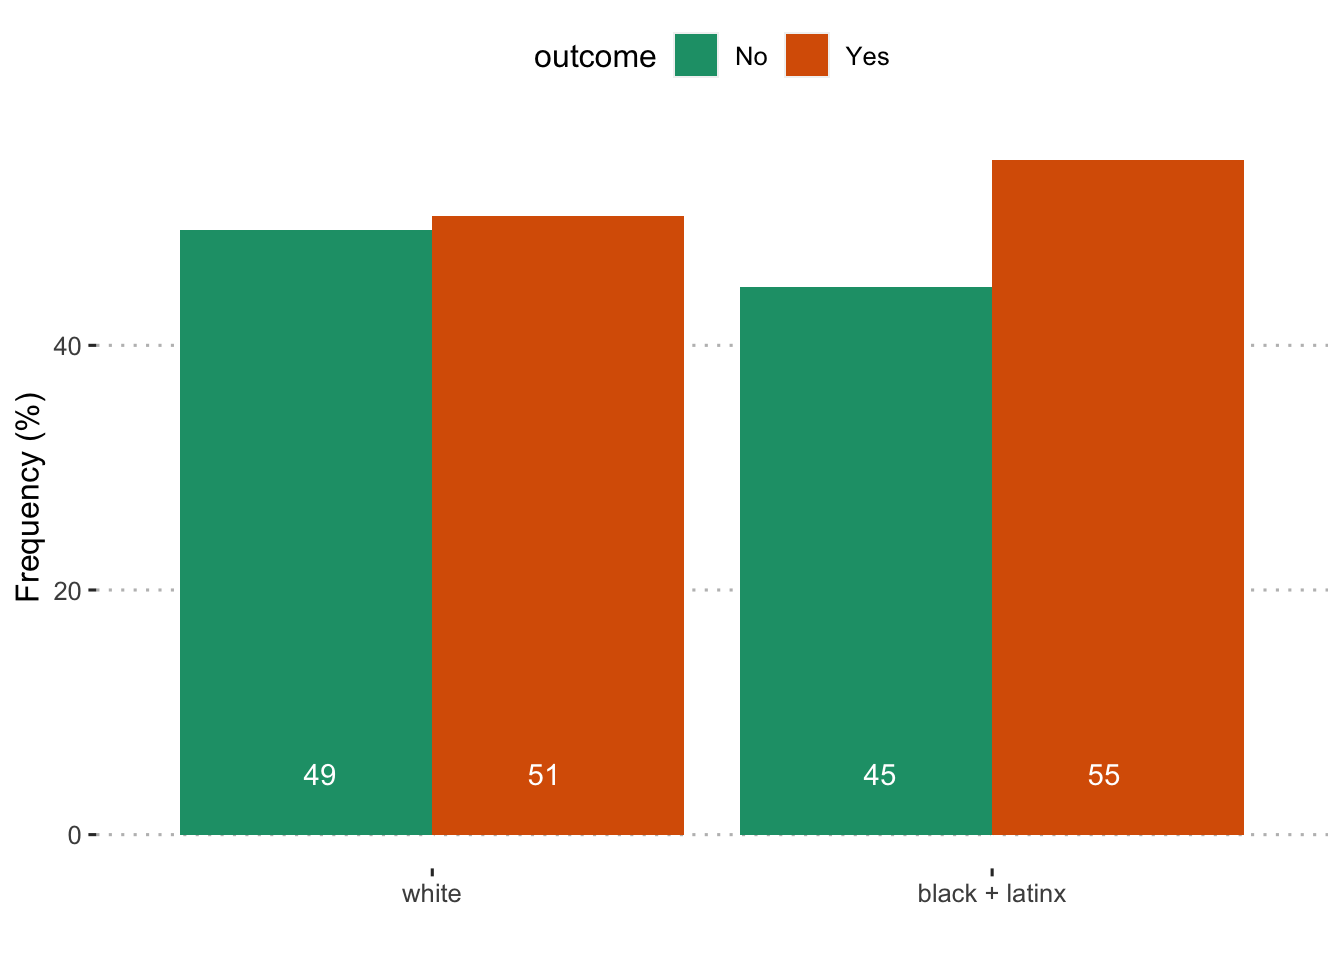 outcome No Yes
Frequency (%)
40
20
0
49 51 45 55
white black + latinx